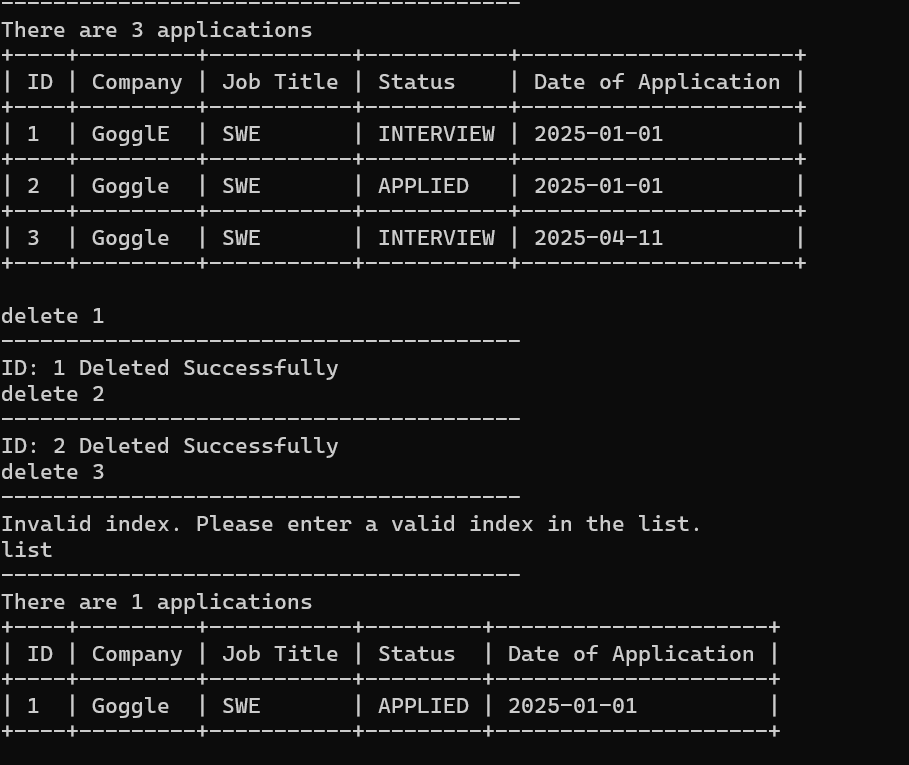 ----------------------------------------
There are 3 applications
+----+---------+-----------+-----------+---------------------+
| ID | Company | Job Title | Status    | Date of Application |
+----+---------+-----------+-----------+---------------------+
| 1  | GogglE  | SWE       | INTERVIEW | 2025-01-01          |
+----+---------+-----------+-----------+---------------------+
| 2  | Goggle  | SWE       | APPLIED   | 2025-01-01          |
+----+---------+-----------+-----------+---------------------+
| 3  | Goggle  | SWE       | INTERVIEW | 2025-04-11          |
+----+---------+-----------+-----------+---------------------+
delete 1
----------------------------------------
ID: 1 Deleted Successfully
delete 2
----------------------------------------
ID: 2 Deleted Successfully
delete 3
----------------------------------------
Invalid index. Please enter a valid index in the list.
list
----------------------------------------
There are 1 applications
+----+---------+-----------+---------+---------------------+
| ID | Company | Job Title | Status  | Date of Application |
+----+---------+-----------+---------+---------------------+
| 1  | Goggle  | SWE       | APPLIED | 2025-01-01          |
+----+---------+-----------+---------+---------------------+